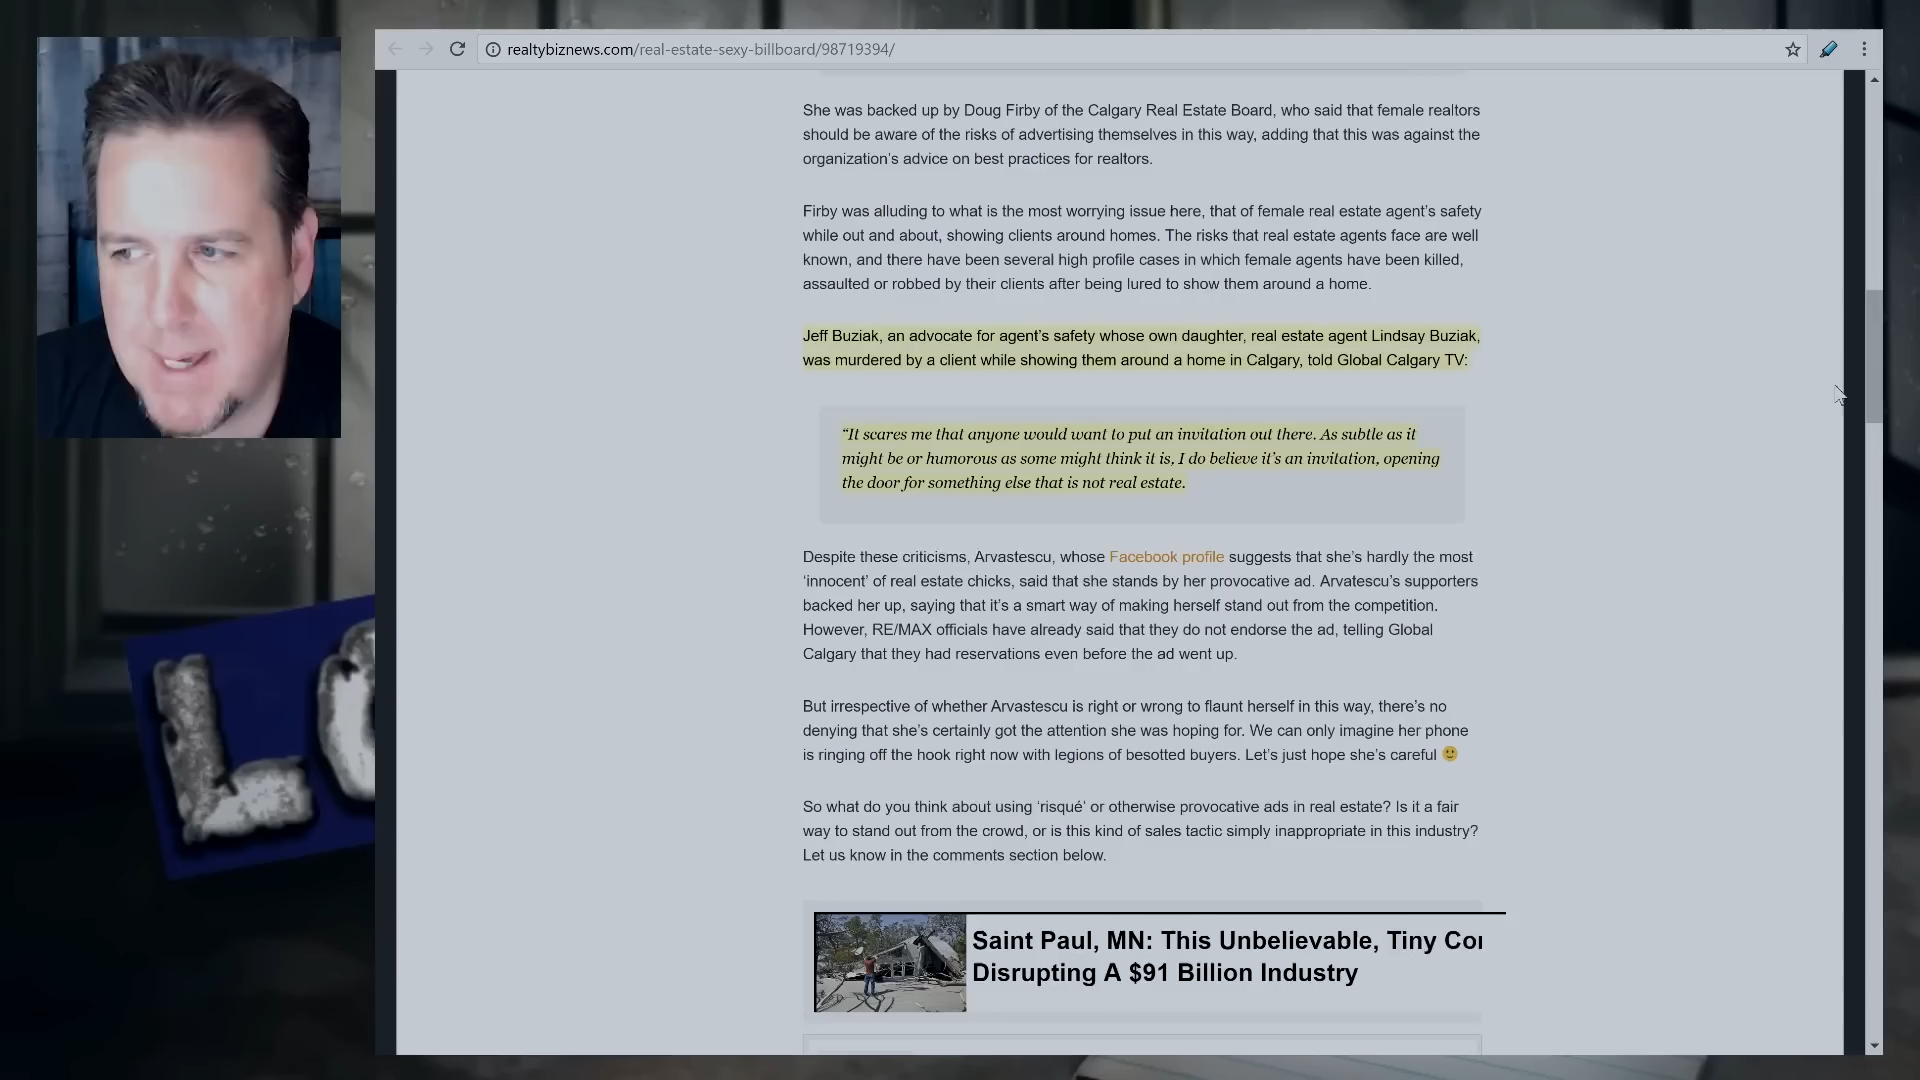 realtybiznews.com/real-estate-sexy-billboard/98719394/
She was backed up by Doug Firby of the Calgary Real Estate Board, who said that female realtors
should be aware of the risks of advertising themselves in this way, adding that this was against the
organization's advice on best practices for realtors.
Firby was alluding to what is the most worrying issue here, that of female real estate agent's safety
while out and about, showing clients around homes. The risks that real estate agents face are well
known, and there have been several high profile cases in which female agents have been killed,
assaulted or robbed by their clients after being lured to show them around a home.
Jeff Buziak, an advocate for agent's safety whose own daughter, real estate agent Lindsay Buziak,
was murdered by a client while showing them around a home in Calgary, told Global Calgary TV:
“It scares me that anyone would want to put an invitation out there. As subtle as it
might be or humorous as some might think it is, I do believe it's an invitation, opening
the door for something else that is not real estate.
Despite these criticisms, Arvastescu, whose Facebook profile suggests that she's hardly the most
‘innocent’ of real estate chicks, said that she stands by her provocative ad. Arvatescu's supporters
backed her up, saying that it's a smart way of making herself stand out from the competition.
However, RE/MAX officials have already said that they do not endorse the ad, telling Global
Calgary that they had reservations even before the ad went up.
But irrespective of whether Arvastescu is right or wrong to flaunt herself in this way, there's no
denying that she's certainly got the attention she was hoping for. We can only imagine her phone
is ringing off the hook right now with legions of besotted buyers. Let's just hope she's careful 🙂
So what do you think about using ‘risqué’ or otherwise provocative ads in real estate? Is it a fair
way to stand out from the crowd, or is this kind of sales tactic simply inappropriate in this industry?
Let us know in the comments section below.
Saint Paul, MN: This Unbelievable, Tiny Co
Disrupting A $91 Billion Industry
LO